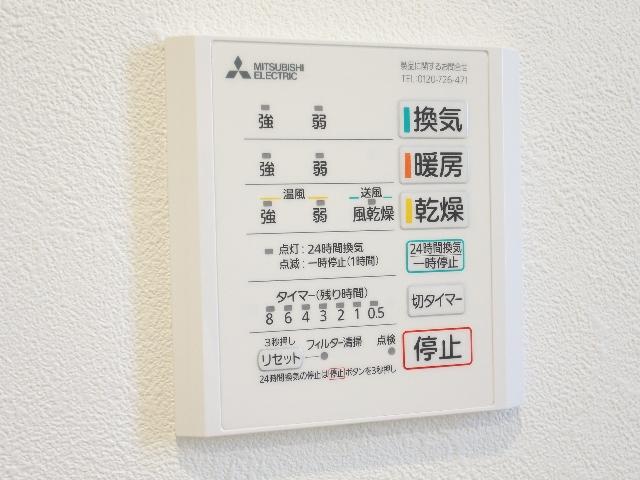 MITSUBISHI
ELECTRIC
製品に関するお問合せ
TEL:0120-726-471
強 弱 換気
強 弱 暖房
温風 送風
強 弱 風乾燥 乾燥
点灯:24時間換気
点滅:一時停止(1時間)
24時間換気
一時停止
タイマー(残り時間)
8 6 4 3 2 1 0.5
切タイマー
3秒押し
リセット フィルター清掃 点検
停止
24時間換気の停止は停止ボタンを3秒押し